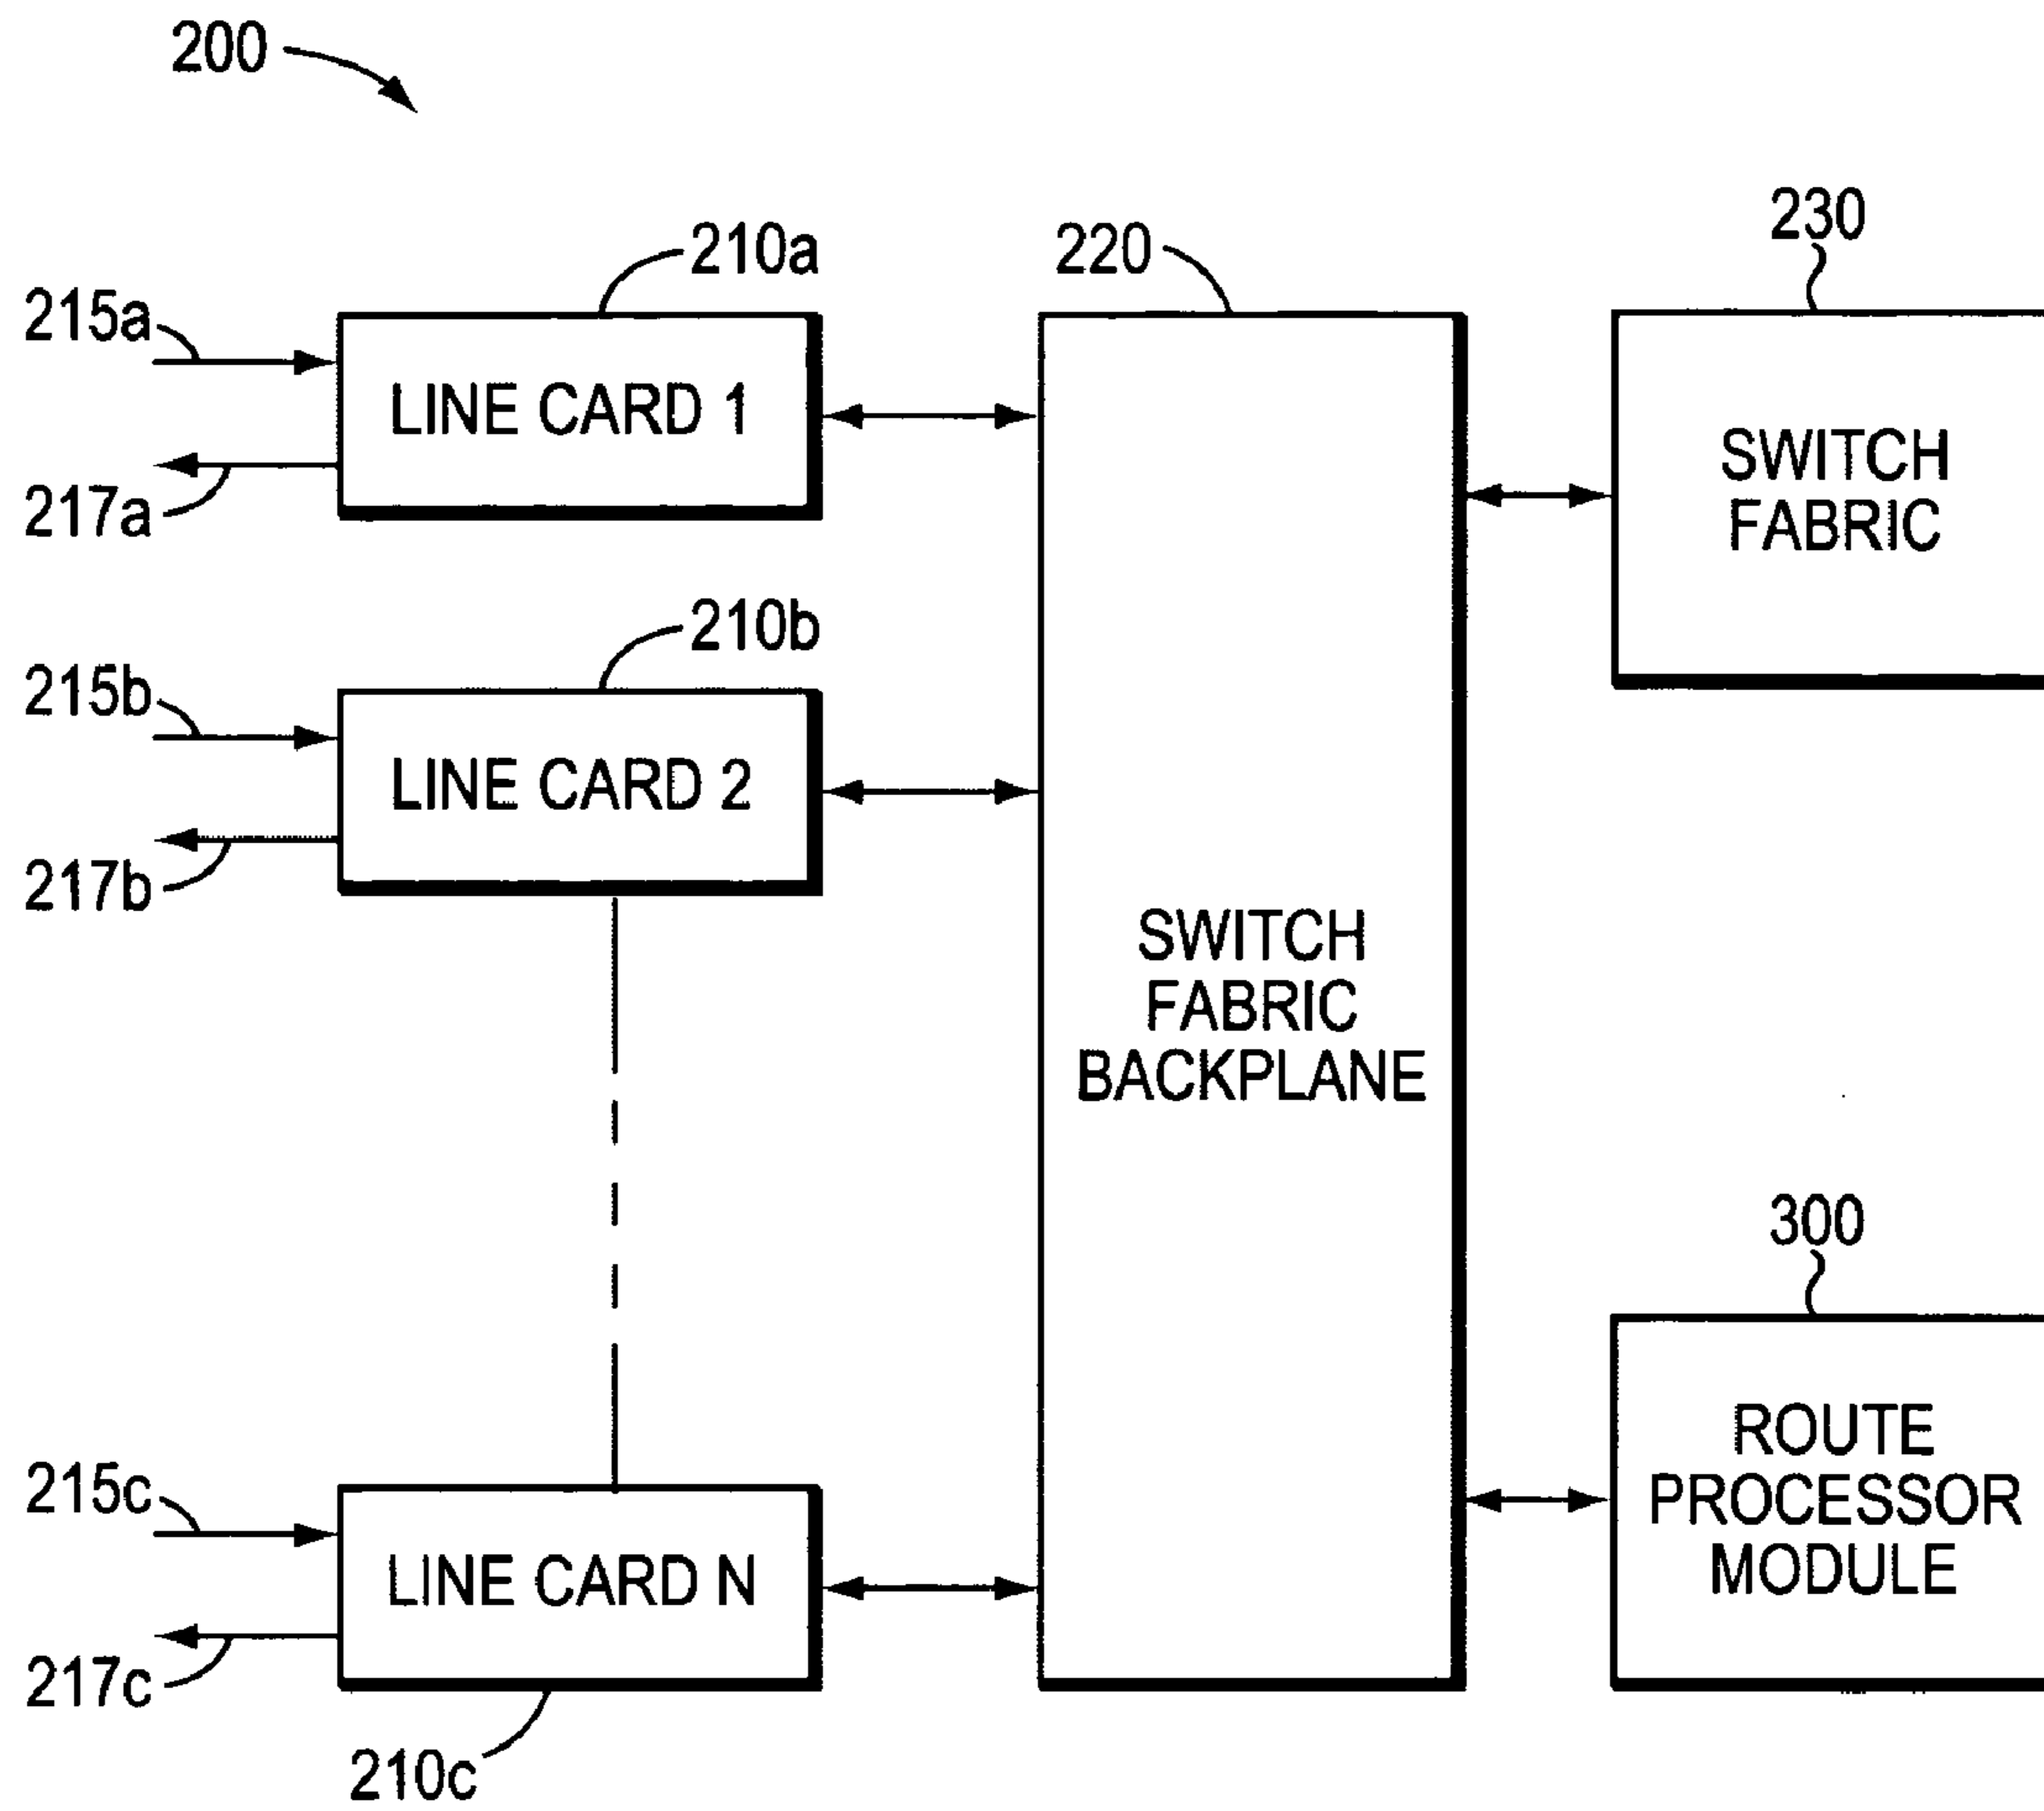 200
210a
220
230
215a
LINE CARD 1
217a
SWITCH
FABRIC
210b
215b
LINE CARD 2
217b
SWITCH
FABRIC
BACKPLANE
300
215c
LINE CARD N
217c
210c
ROUTE
PROCESSOR
MODULE